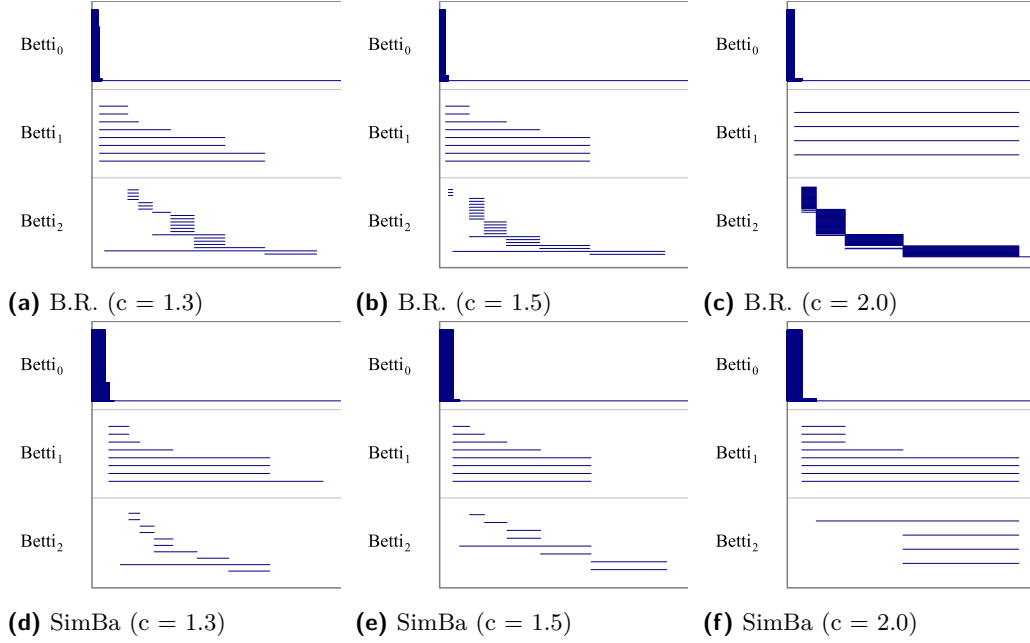 Betti₀ Betti₀ Betti₀
Betti₁ Betti₁ Betti₁
Betti₂ Betti₂ Betti₂
(a) B.R. (c = 1.3) (b) B.R. (c = 1.5) (c) B.R. (c = 2.0)
Betti₀ Betti₀ Betti₀
Betti₁ Betti₁ Betti₁
Betti₂ Betti₂ Betti₂
(d) SimBa (c = 1.3) (e) SimBa (c = 1.5) (f) SimBa (c = 2.0)